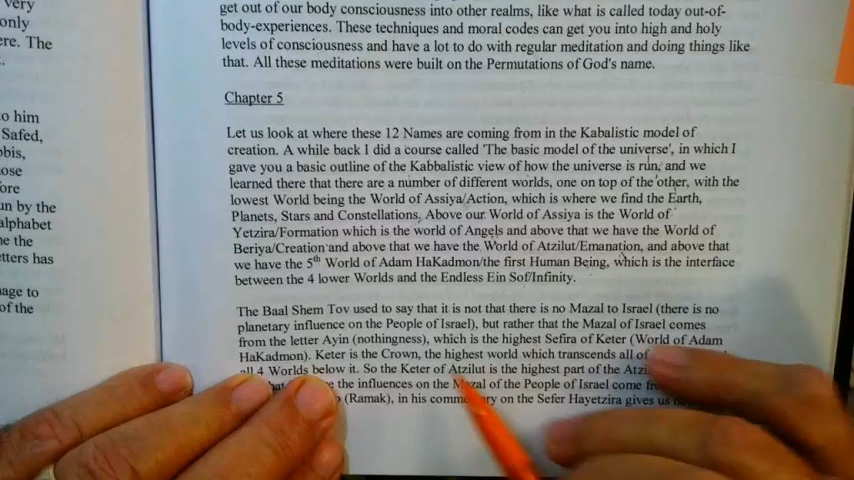 very
only
ere. The
to him
Safed,
bbis,
ose
ore
un by the
alphabet
ne the
etters has
age to
of the
get out of our body consciousness into other realms, like what is called today out-of-
body-experiences. These techniques and moral codes can get you into high and holy
levels of consciousness and have a lot to do with regular meditation and doing things like
that. All these meditations were built on the Permutations of God's name.
Chapter 5
Let us look at where these 12 Names are coming from in the Kabalistic model of
creation. A while back I did a course called 'The basic model of the universe', in which I
gave you a basic outline of the Kabbalistic view of how the universe is run, and we
learned there that there are a number of different worlds, one on top of the other, with the
lowest World being the World of Assiya/Action, which is where we find the Earth,
Planets, Stars and Constellations, Above our World of Assiya is the World of
Yetzira/Formation which is the world of Angels and above that we have the World of
Beriya/Creation and above that we have the World of Atzilut/Emanation, and above that
we have the 5th World of Adam HaKadmon/the first Human Being, which is the interface
between the 4 lower Worlds and the Endless Ein Sof/Infinity.
The Baal Shem Tov used to say that it is not that there is no Mazal to Israel (there is no
planetary influence on the People of Israel), but rather that the Mazal of Israel comes
from the letter Ayin (nothingness), which is the highest Sefira of Keter (World of Adam
HaKadmon). Keter is the Crown, the highest world which transcends all of
all 4 Worlds below it. So the Keter of Atzilut is the highest part of the
the influences on the Mazal of the People of Israel come
(Ramak), in his commentary on the Sefer Hayetzira gives us